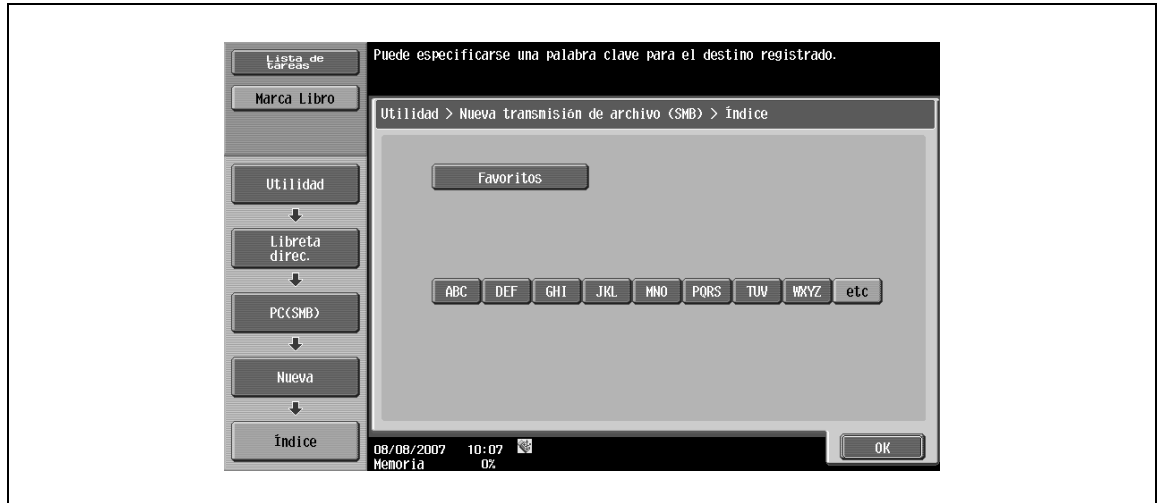 Lista de
tareas
Marca Libro
Utilidad
Libreta
direc.
PC(SMB)
Nueva
Índice
Puede especificarse una palabra clave para el destino registrado.
Utilidad > Nueva transmisión de archivo (SMB) > Índice
Favoritos
ABC DEF GHI JKL MNO PQRS TUV WXYZ etc
08/08/2007 10:07
Memoria 0%
OK